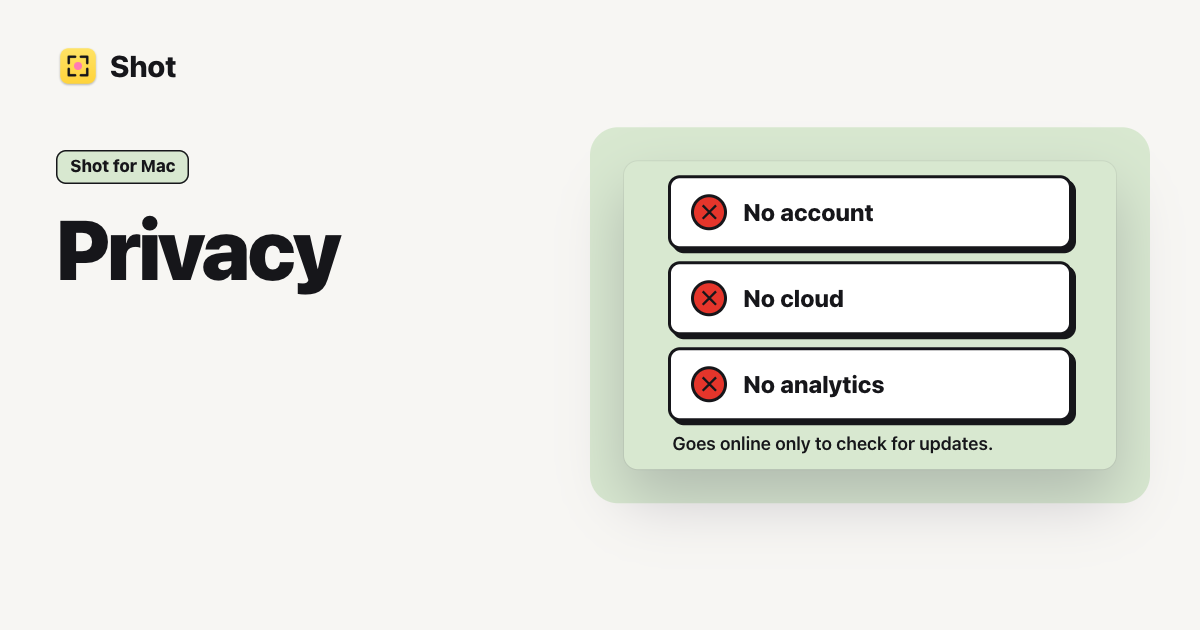 Shot
Shot for Mac
Privacy
No account
No cloud
No analytics
Goes online only to check for updates.